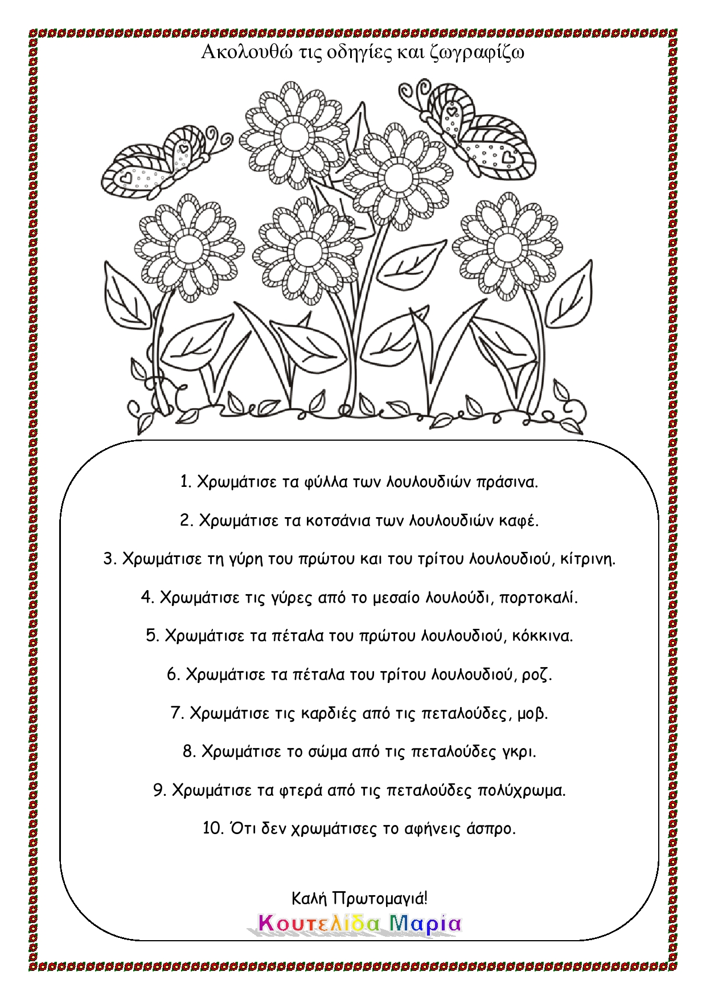 Ακολουθώ τις οδηγίες και ζωγραφίζω
1. Χρωμάτισε τα φύλλα των λουλουδιών πράσινα.
2. Χρωμάτισε τα κοτσάνια των λουλουδιών καφέ.
3. Χρωμάτισε τη γύρη του πρώτου και του τρίτου λουλουδιού, κίτρινη.
4. Χρωμάτισε τις γύρες από το μεσαίο λουλούδι, πορτοκαλί.
5. Χρωμάτισε τα πέταλα του πρώτου λουλουδιού, κόκκινα.
6. Χρωμάτισε τα πέταλα του τρίτου λουλουδιού, ροζ.
7. Χρωμάτισε τις καρδιές από τις πεταλούδες, μοβ.
8. Χρωμάτισε το σώμα από τις πεταλούδες γκρι.
9. Χρωμάτισε τα φτερά από τις πεταλούδες πολύχρωμα.
10. Ότι δεν χρωμάτισες το αφήνεις άσπρο.
Καλή Πρωτομαγιά!
Κουτελίδα Μαρία